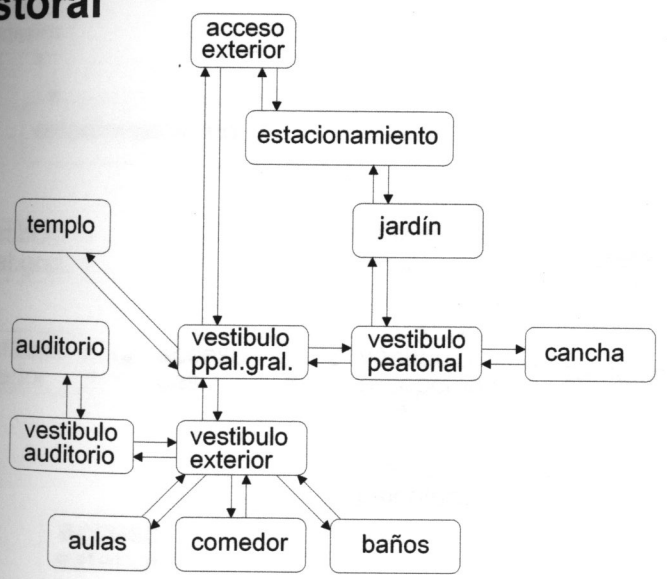 storal
acceso
exterior
estacionamiento
templo
jardín
auditorio
vestibulo
ppal.gral.
vestibulo
peatonal
cancha
vestibulo
auditorio
vestibulo
exterior
aulas
comedor
baños